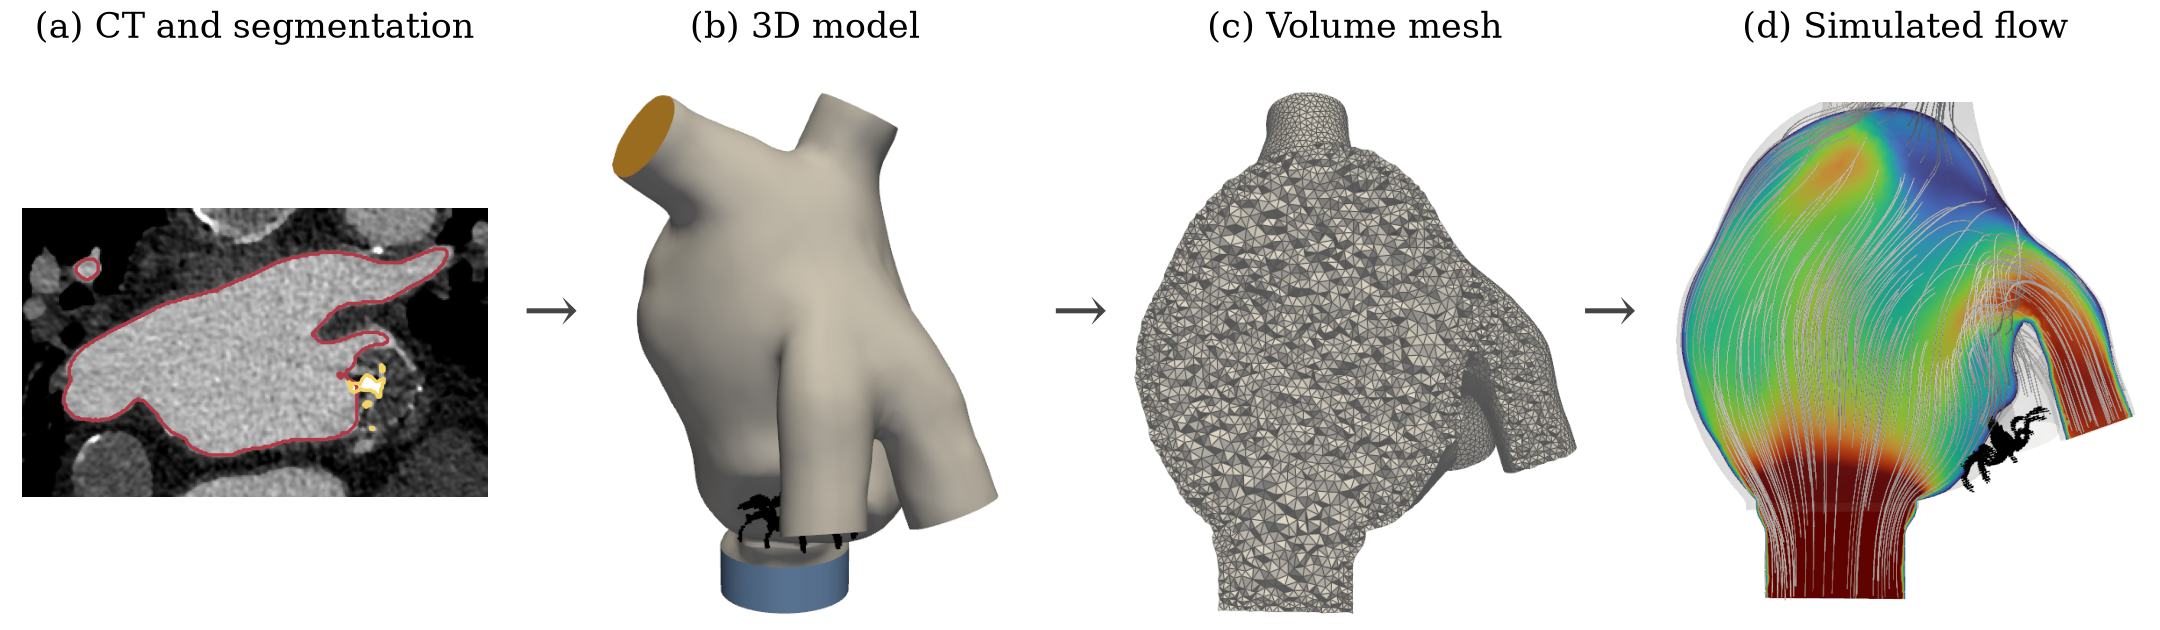 (a) CT and segmentation
(b) 3D model
(c) Volume mesh
(d) Simulated flow